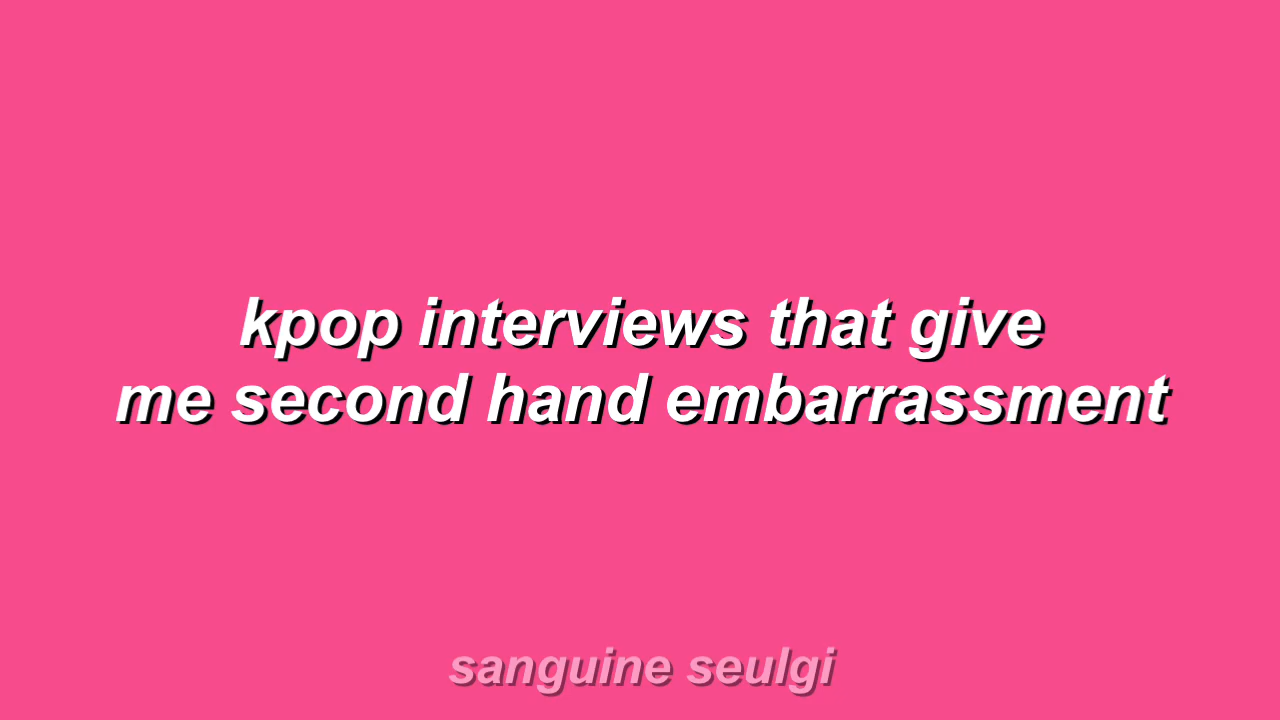 kpop interviews that give
me second hand embarrassment
sanguine seulgi